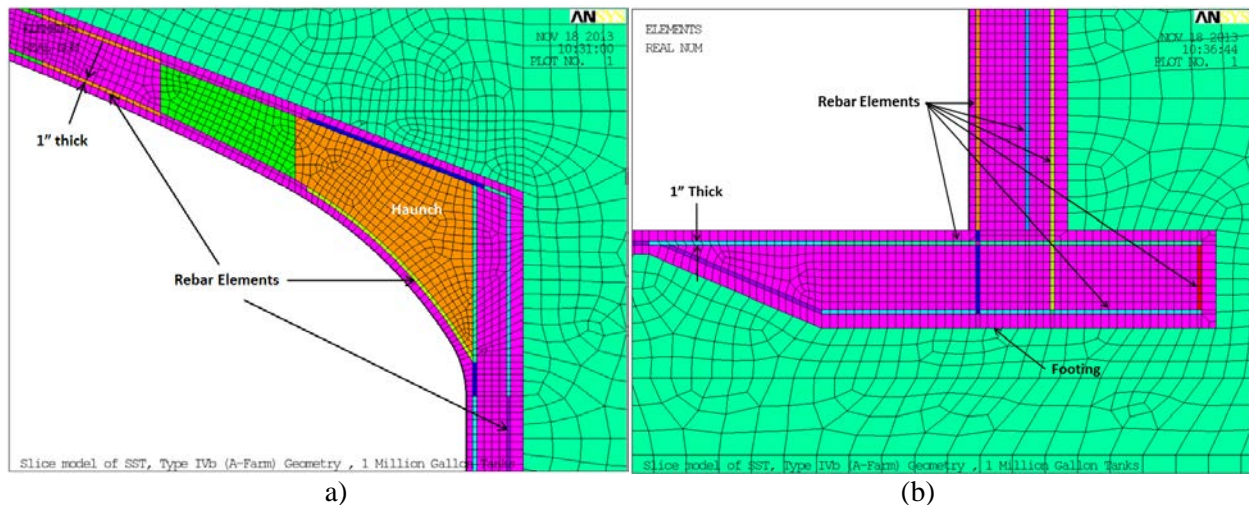 ANSYS
ELEMENTS
REAL NUM
NOV 18 2013
10:31:00
PLOT NO. 1
1” thick
Haunch
Rebar Elements
Slice model of SST, Type IVb (A-Farm) Geometry , 1 Million Gallon Tanks
a)
ANSYS
ELEMENTS
REAL NUM
NOV 18 2013
10:36:44
PLOT NO. 1
Rebar Elements
1” Thick
Footing
Slice model of SST, Type IVb (A-Farm) Geometry , 1 Million Gallon Tanks
(b)